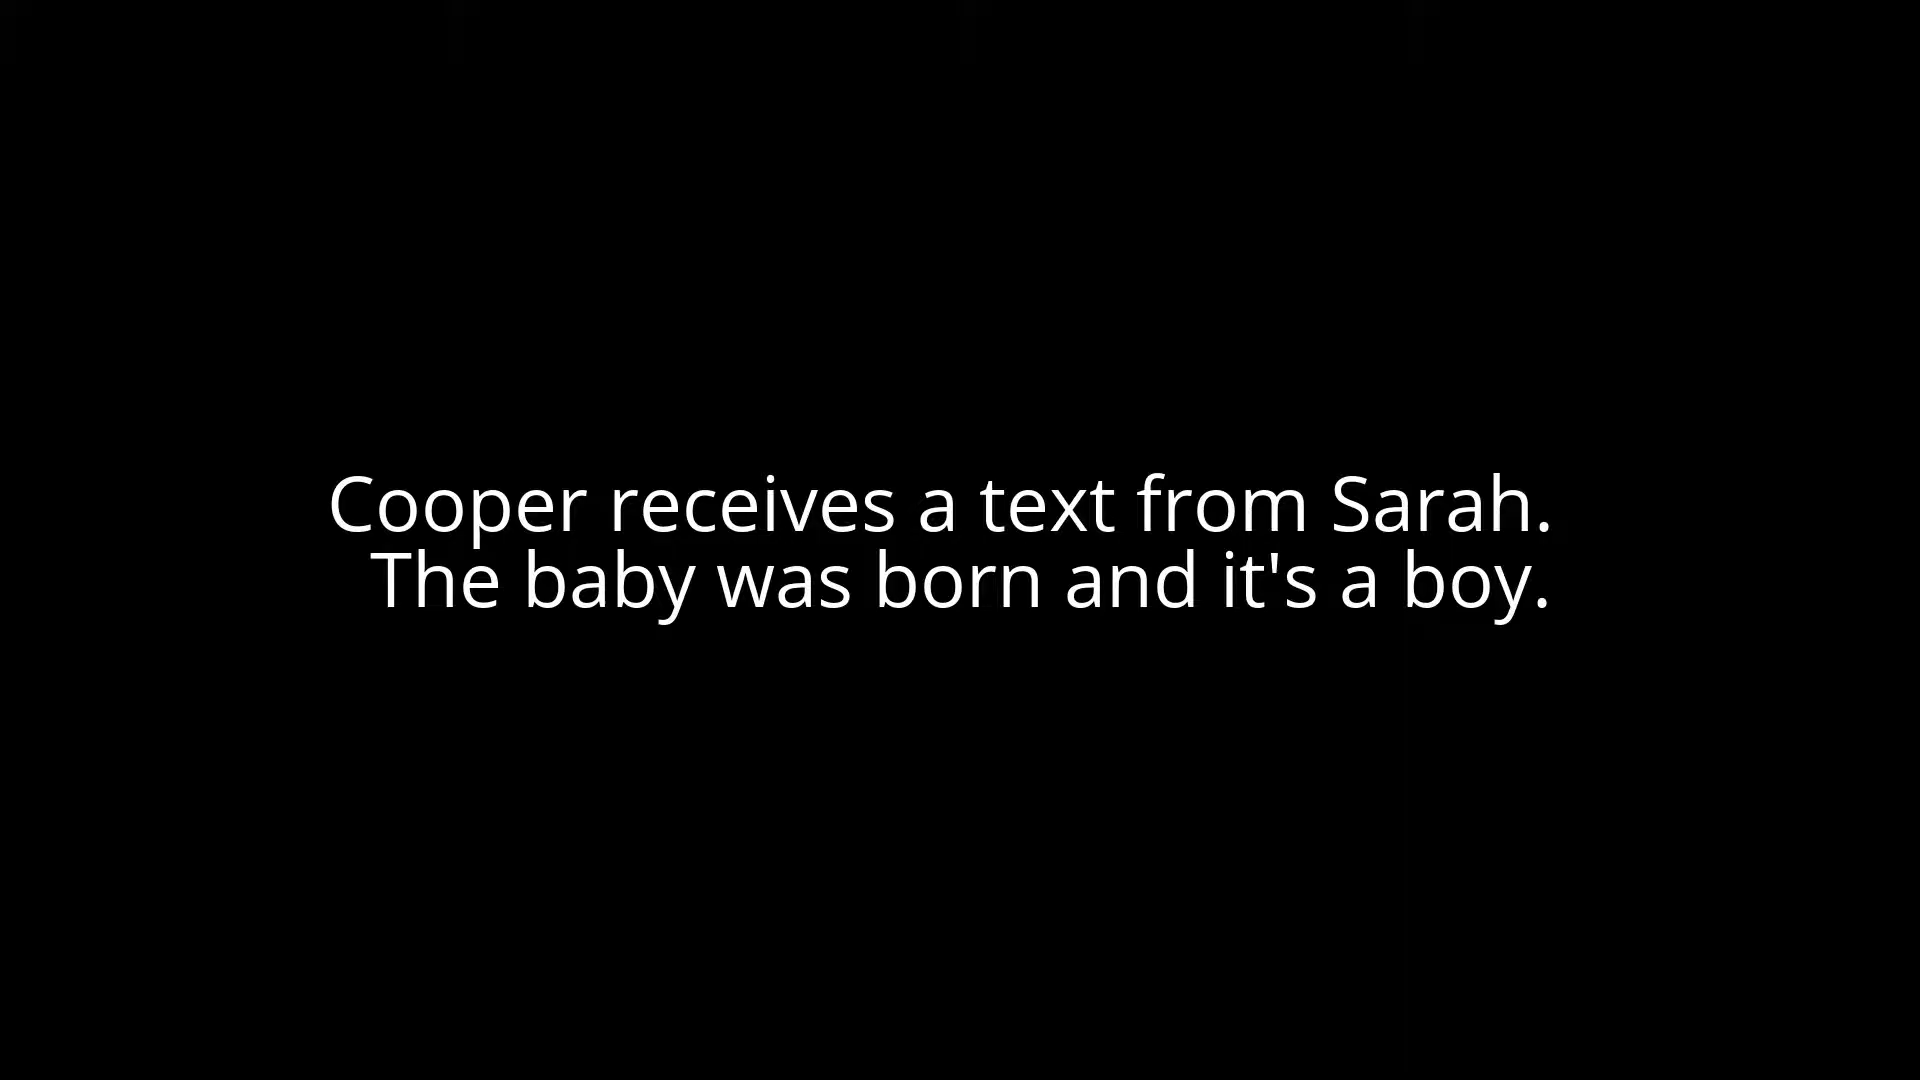 Cooper receives a text from Sarah.
The baby was born and it's a boy.